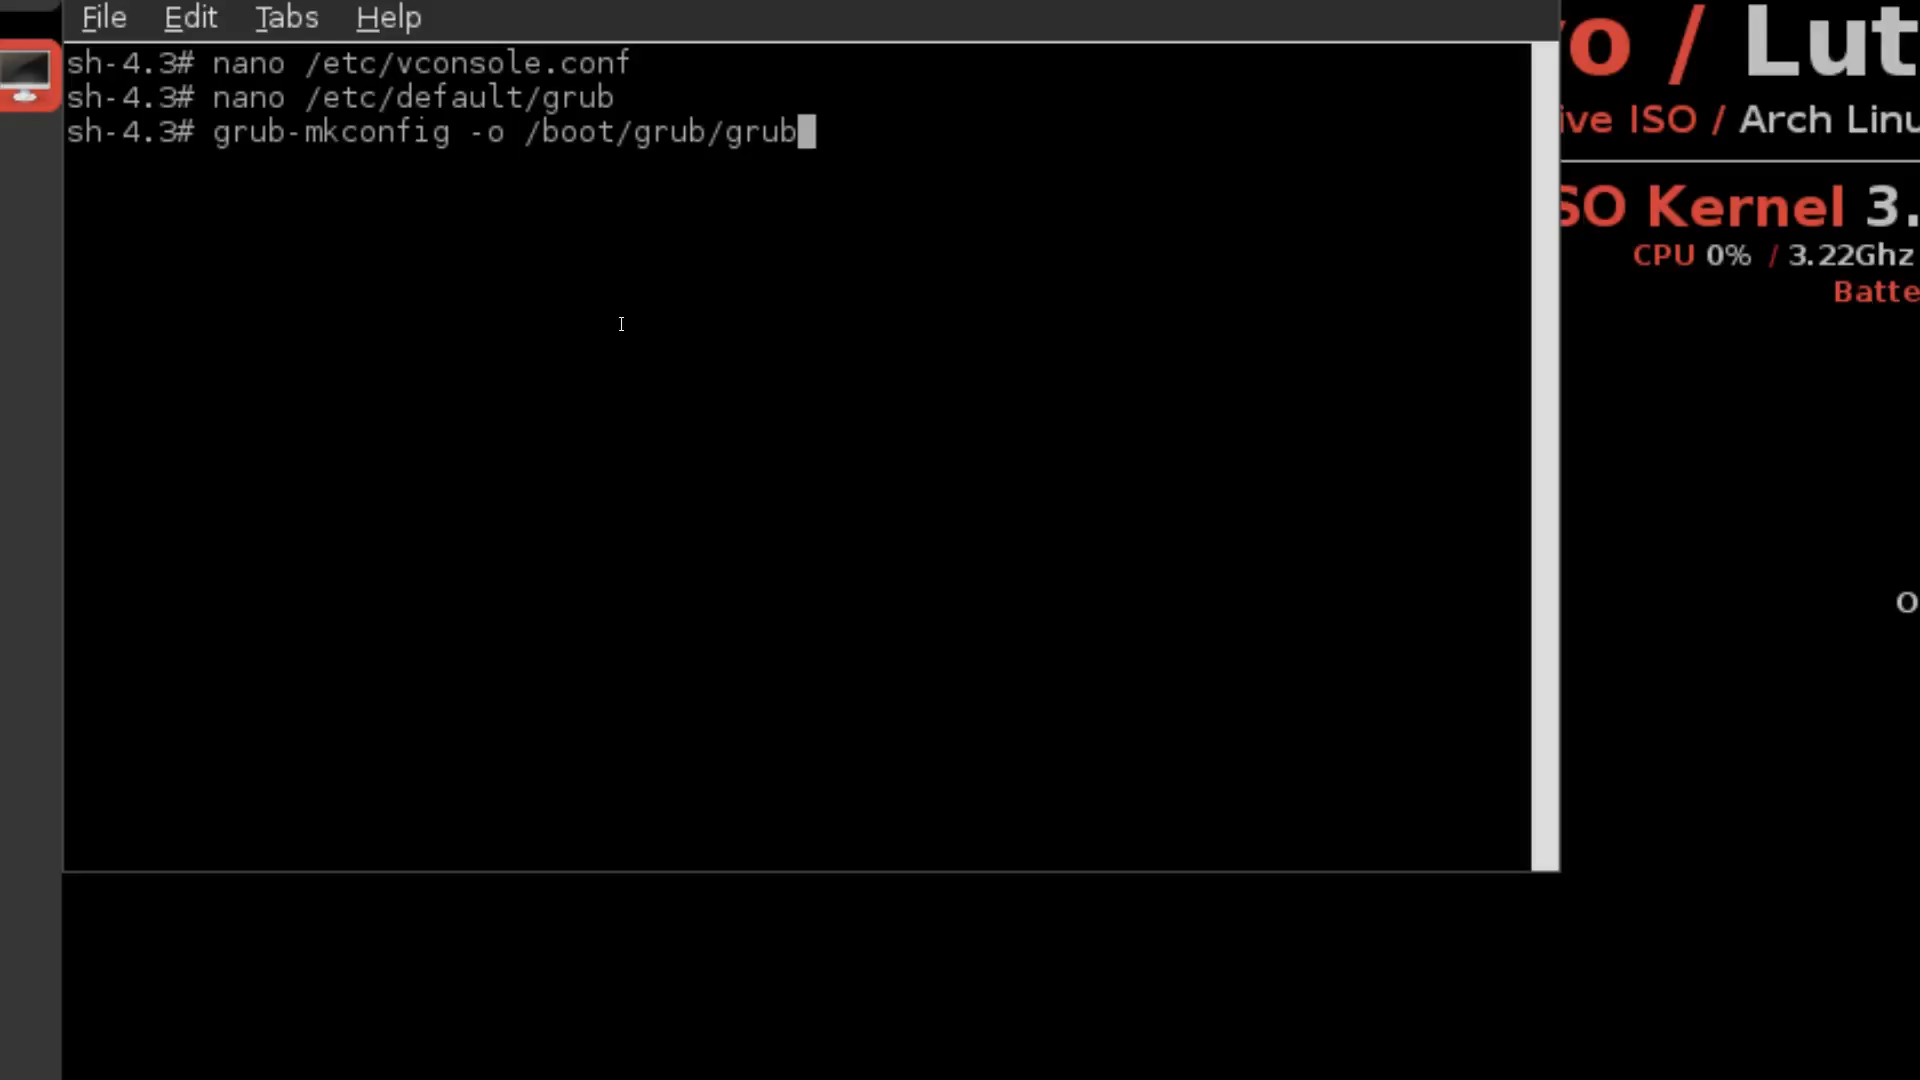 File Edit Tabs Help
sh-4.3# nano /etc/vconsole.conf
sh-4.3# nano /etc/default/grub
sh-4.3# grub-mkconfig -o /boot/grub/grub
o / Lut
ive ISO / Arch Linu
SO Kernel 3.
CPU 0% / 3.22Ghz
Batte
O